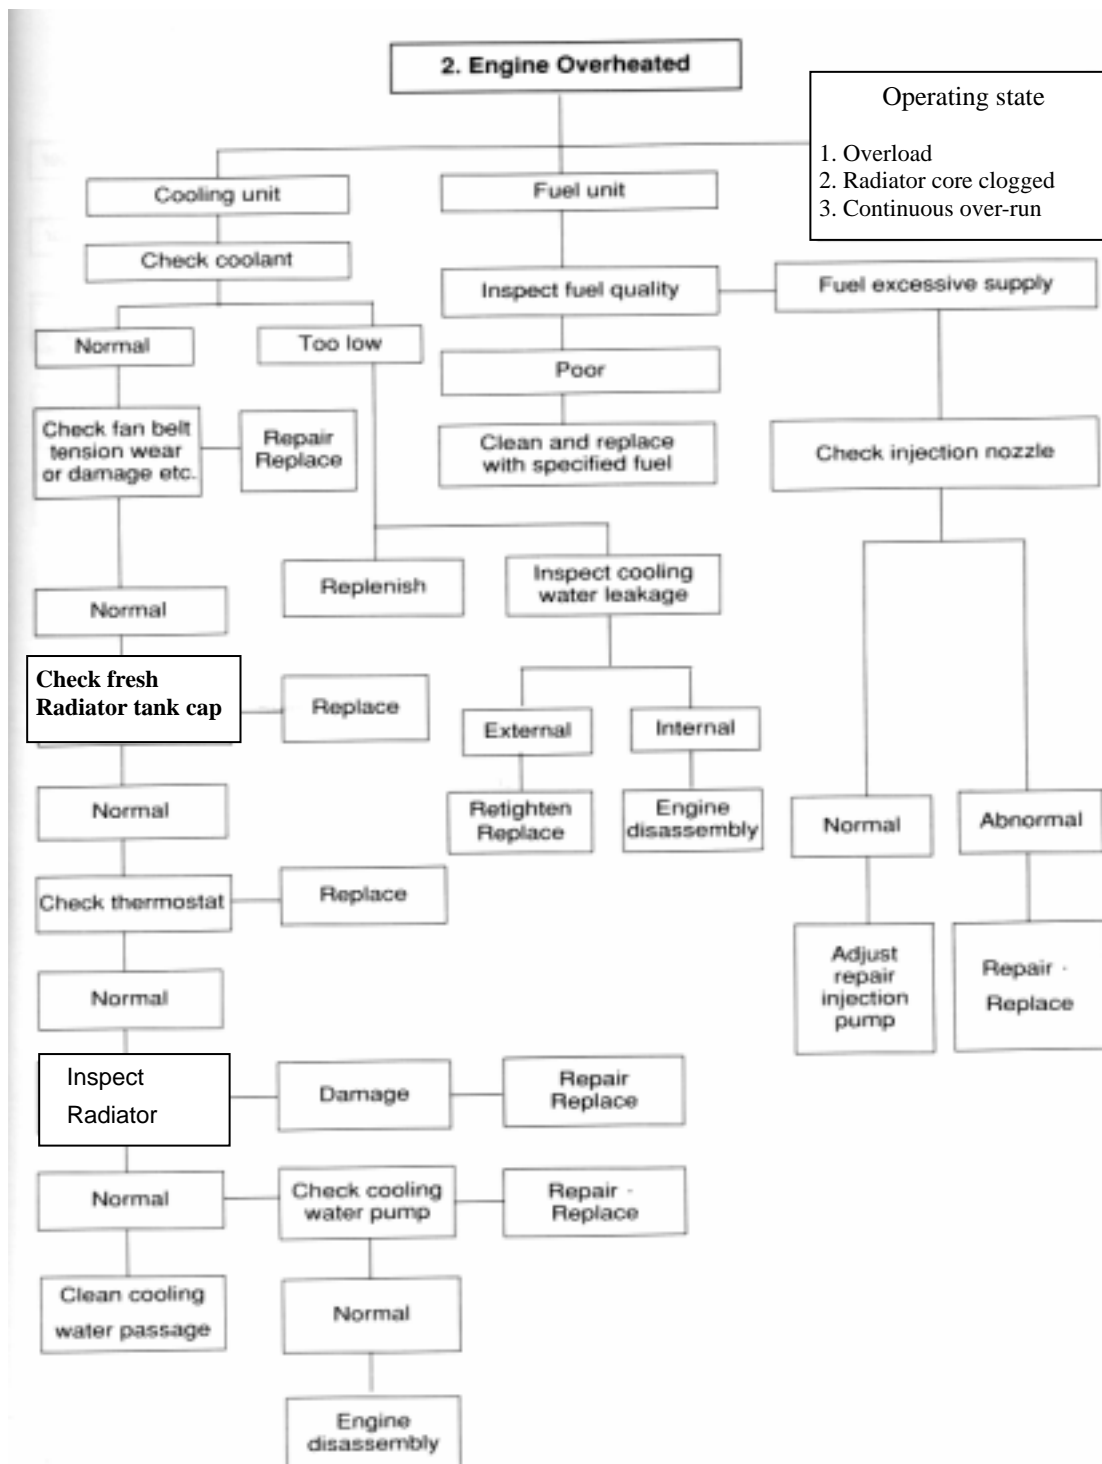 2. Engine Overheated
Operating state
1. Overload
2. Radiator core clogged
3. Continuous over-run
Cooling unit
Fuel unit
Check coolant
Inspect fuel quality
Fuel excessive supply
Normal
Too low
Poor
Check fan belt
tension wear
or damage etc.
Repair
Replace
Clean and replace
with specified fuel
Check injection nozzle
Normal
Replenish
Inspect cooling
water leakage
Check fresh
Radiator tank cap
Replace
External
Internal
Normal
Retighten
Replace
Engine
disassembly
Normal
Abnormal
Check thermostat
Replace
Adjust
repair
injection
pump
Repair ·
Replace
Normal
Inspect
Radiator
Damage
Repair
Replace
Normal
Check cooling
water pump
Repair ·
Replace
Clean cooling
water passage
Normal
Engine
disassembly